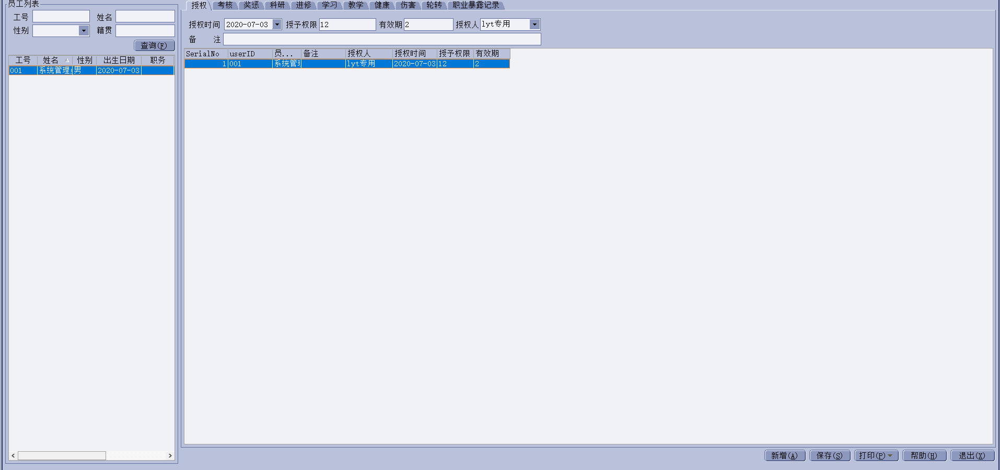 员工列表
工号 姓名
性别 籍贯
查询(F)
工号 姓名 性别 出生日期 职务
001 系统管理 男 2020-07-03
授权 考核 奖惩 科研 进修 学习 教学 健康 伤害 轮转 职业暴露记录
授权时间 2020-07-03 授予权限 12 有效期 2 授权人 lyt专用
备 注
SerialNo userID 员... 备注 授权人 授权时间 授予权限 有效期
1 001 系统管理 lyt专用 2020-07-03 12 2
新增(A) 保存(S) 打印(P) 帮助(H) 退出(X)